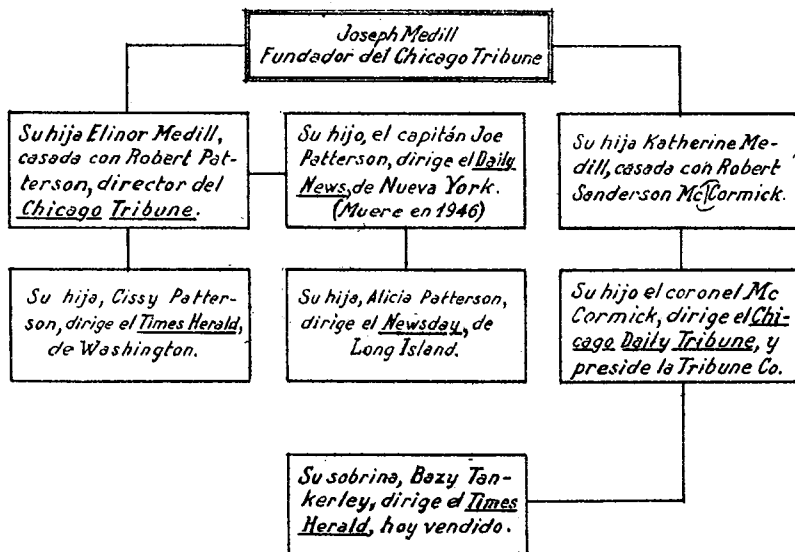 Joseph Medill
Fundador del Chicago Tribune
Su hija Elinor Medill,
casada con Robert Pat-
terson, director del
Chicago Tribune.
Su hijo, el capitán Joe
Patterson, dirige el Daily
News, de Nueva York.
(Muere en 1946)
Su hija Katherine Me-
dill, casada con Robert
Sanderson McCormick.
Su hija, Cissy Patter-
son, dirige el Times Herald,
de Washington.
Su hija, Alicia Patterson,
dirige el Newsday, de
Long Island.
Su hijo el coronel Mc
Cormick, dirige el Chi-
cago Daily Tribune, y
preside la Tribune Co.
Su sobrina, Bazy Tan-
kerley, dirige el Times
Herald, hoy vendido.